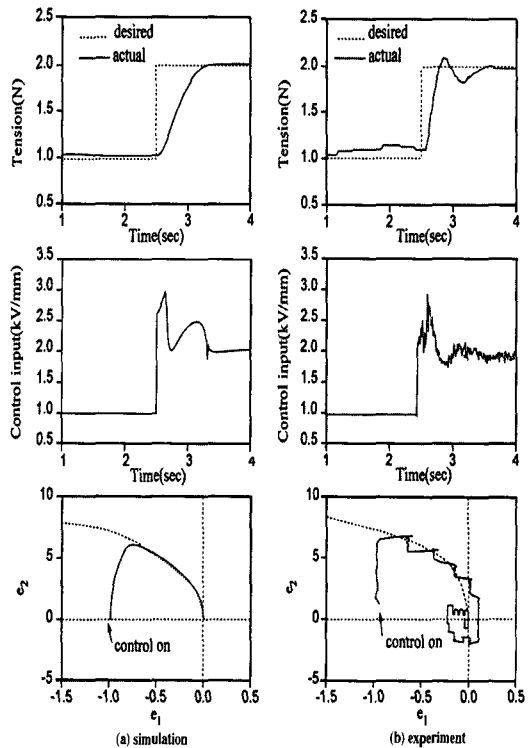 desired
actual
Tension(N)
2.5
2.0
1.5
1.0
0.5
1
2
3
4
Time(sec)
desired
actual
Tension(N)
2.5
2.0
1.5
1.0
0.5
1
2
3
4
Time(sec)
Control input(kV/mm)
3.5
3.0
2.5
2.0
1.5
1.0
0.5
1
2
3
4
Time(sec)
Control input(kV/mm)
3.5
3.0
2.5
2.0
1.5
1.0
0.5
1
2
3
4
Time(sec)
e2
10
5
0
-5
control on
-1.5
-1.0
-0.5
0.0
0.5
e1
(a) simulation
e2
10
5
0
-5
control on
-1.5
-1.0
-0.5
0.0
0.5
e1
(b) experiment